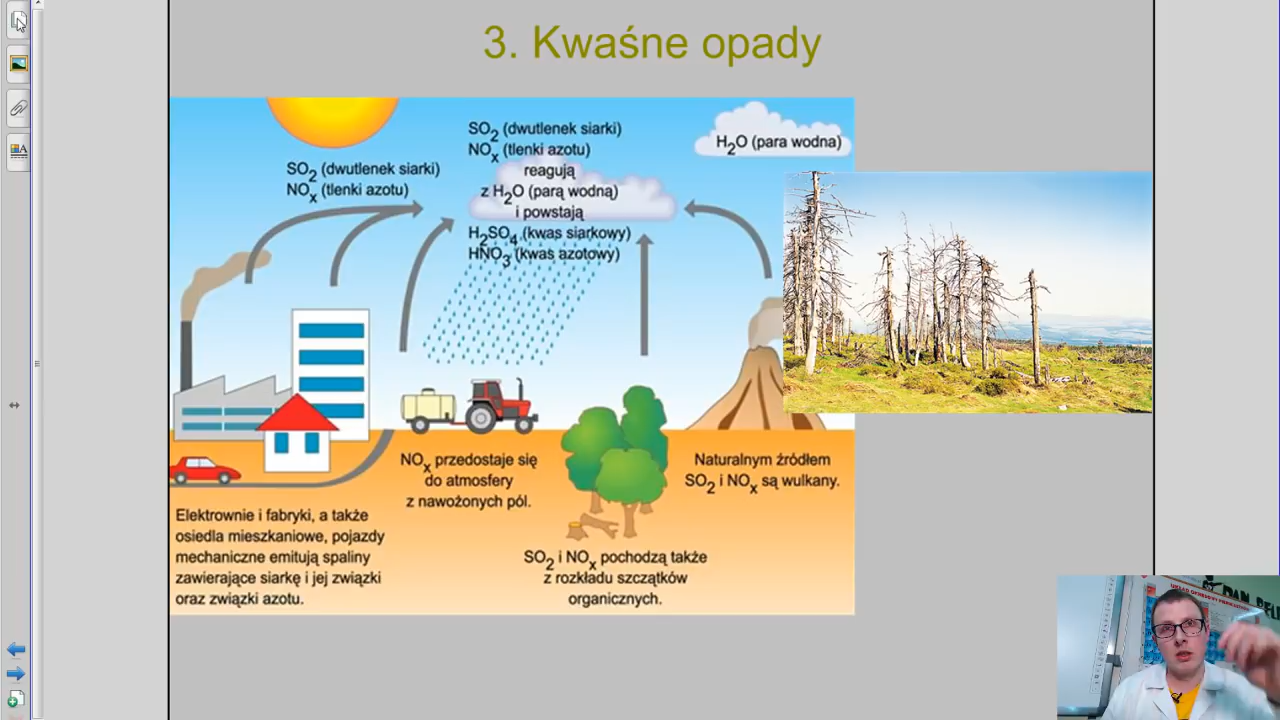 3. Kwaśne opady
SO2 (dwutlenek siarki)
NOx (tlenki azotu)
SO2 (dwutlenek siarki)
NOx (tlenki azotu)
reagują
z H2O (parą wodną)
i powstają
H2SO4 (kwas siarkowy)
HNO3 (kwas azotowy)
H2O (para wodna)
Elektrownie i fabryki, a także
osiedla mieszkaniowe, pojazdy
mechaniczne emitują spaliny
zawierające siarkę i jej związki
oraz związki azotu.
NOx przedostaje się
do atmosfery
z nawożonych pól.
SO2 i NOx pochodzą także
z rozkładu szczątków
organicznych.
Naturalnym źródłem
SO2 i NOx są wulkany.